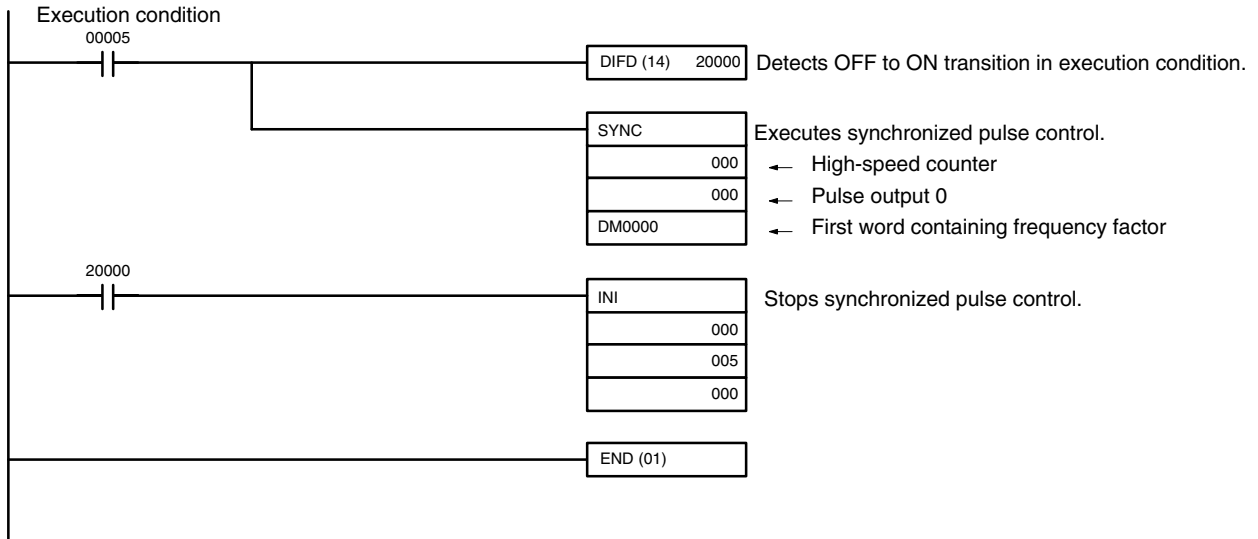 Execution condition
00005
DIFD (14) 20000 Detects OFF to ON transition in execution condition.
SYNC Executes synchronized pulse control.
000 ← High-speed counter
000 ← Pulse output 0
DM0000 ← First word containing frequency factor
20000
INI Stops synchronized pulse control.
000
005
000
END (01)